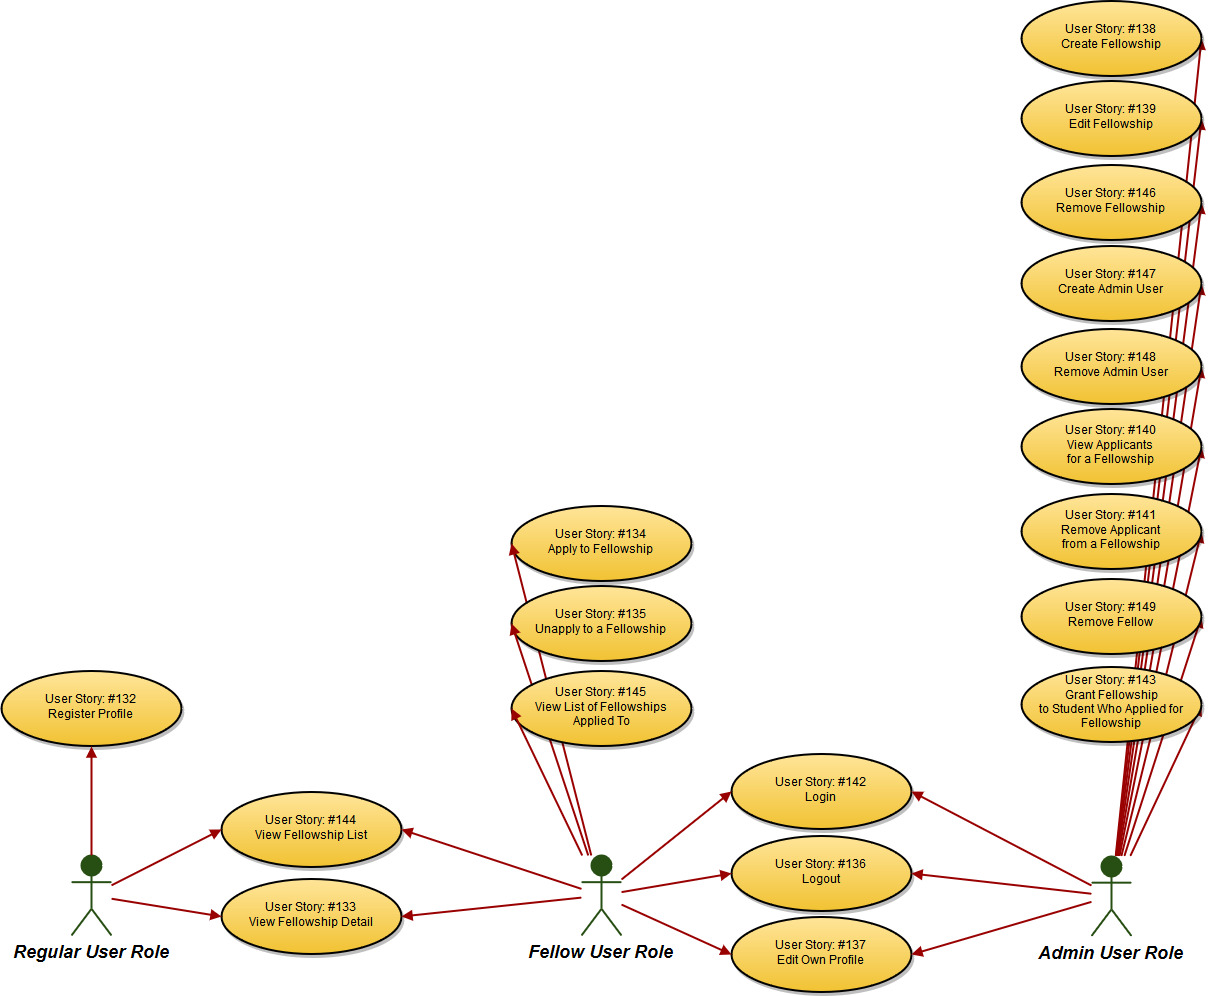 User Story: #138
Create Fellowship
User Story: #139
Edit Fellowship
User Story: #146
Remove Fellowship
User Story: #147
Create Admin User
User Story: #148
Remove Admin User
User Story: #140
View Applicants
for a Fellowship
User Story: #141
Remove Applicant
from a Fellowship
User Story: #149
Remove Fellow
User Story: #143
Grant Fellowship
to Student Who Applied for
Fellowship
User Story: #134
Apply to Fellowship
User Story: #135
Unapply to a Fellowship
User Story: #145
View List of Fellowships
Applied To
User Story: #132
Register Profile
User Story: #144
View Fellowship List
User Story: #133
View Fellowship Detail
User Story: #142
Login
User Story: #136
Logout
User Story: #137
Edit Own Profile
Regular User Role
Fellow User Role
Admin User Role